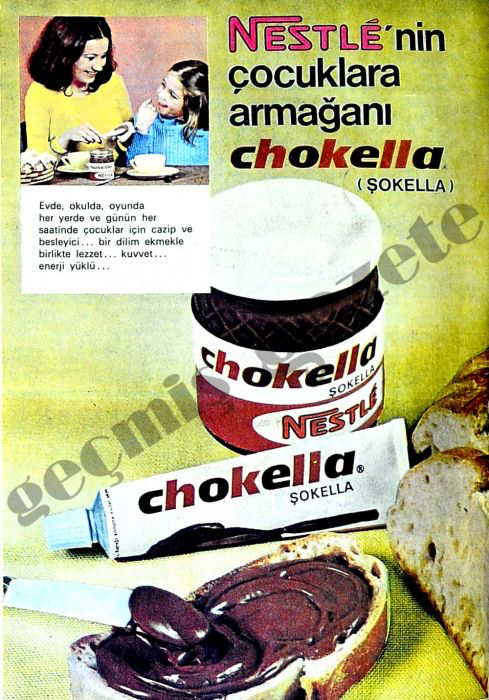 NESTLÉ'nin
çocuklara
armağanı
chokella
(ŞOKELLA)
Evde, okulda, oyunda
her yerde ve günün her
saatinde çocuklar için cazip ve
besleyici... bir dilim ekmekle
birlikte lezzet... kuvvet...
enerji yüklü...
chokella
ŞOKELLA
NESTLÉ
chokella®
ŞOKELLA
geçmiş gazete